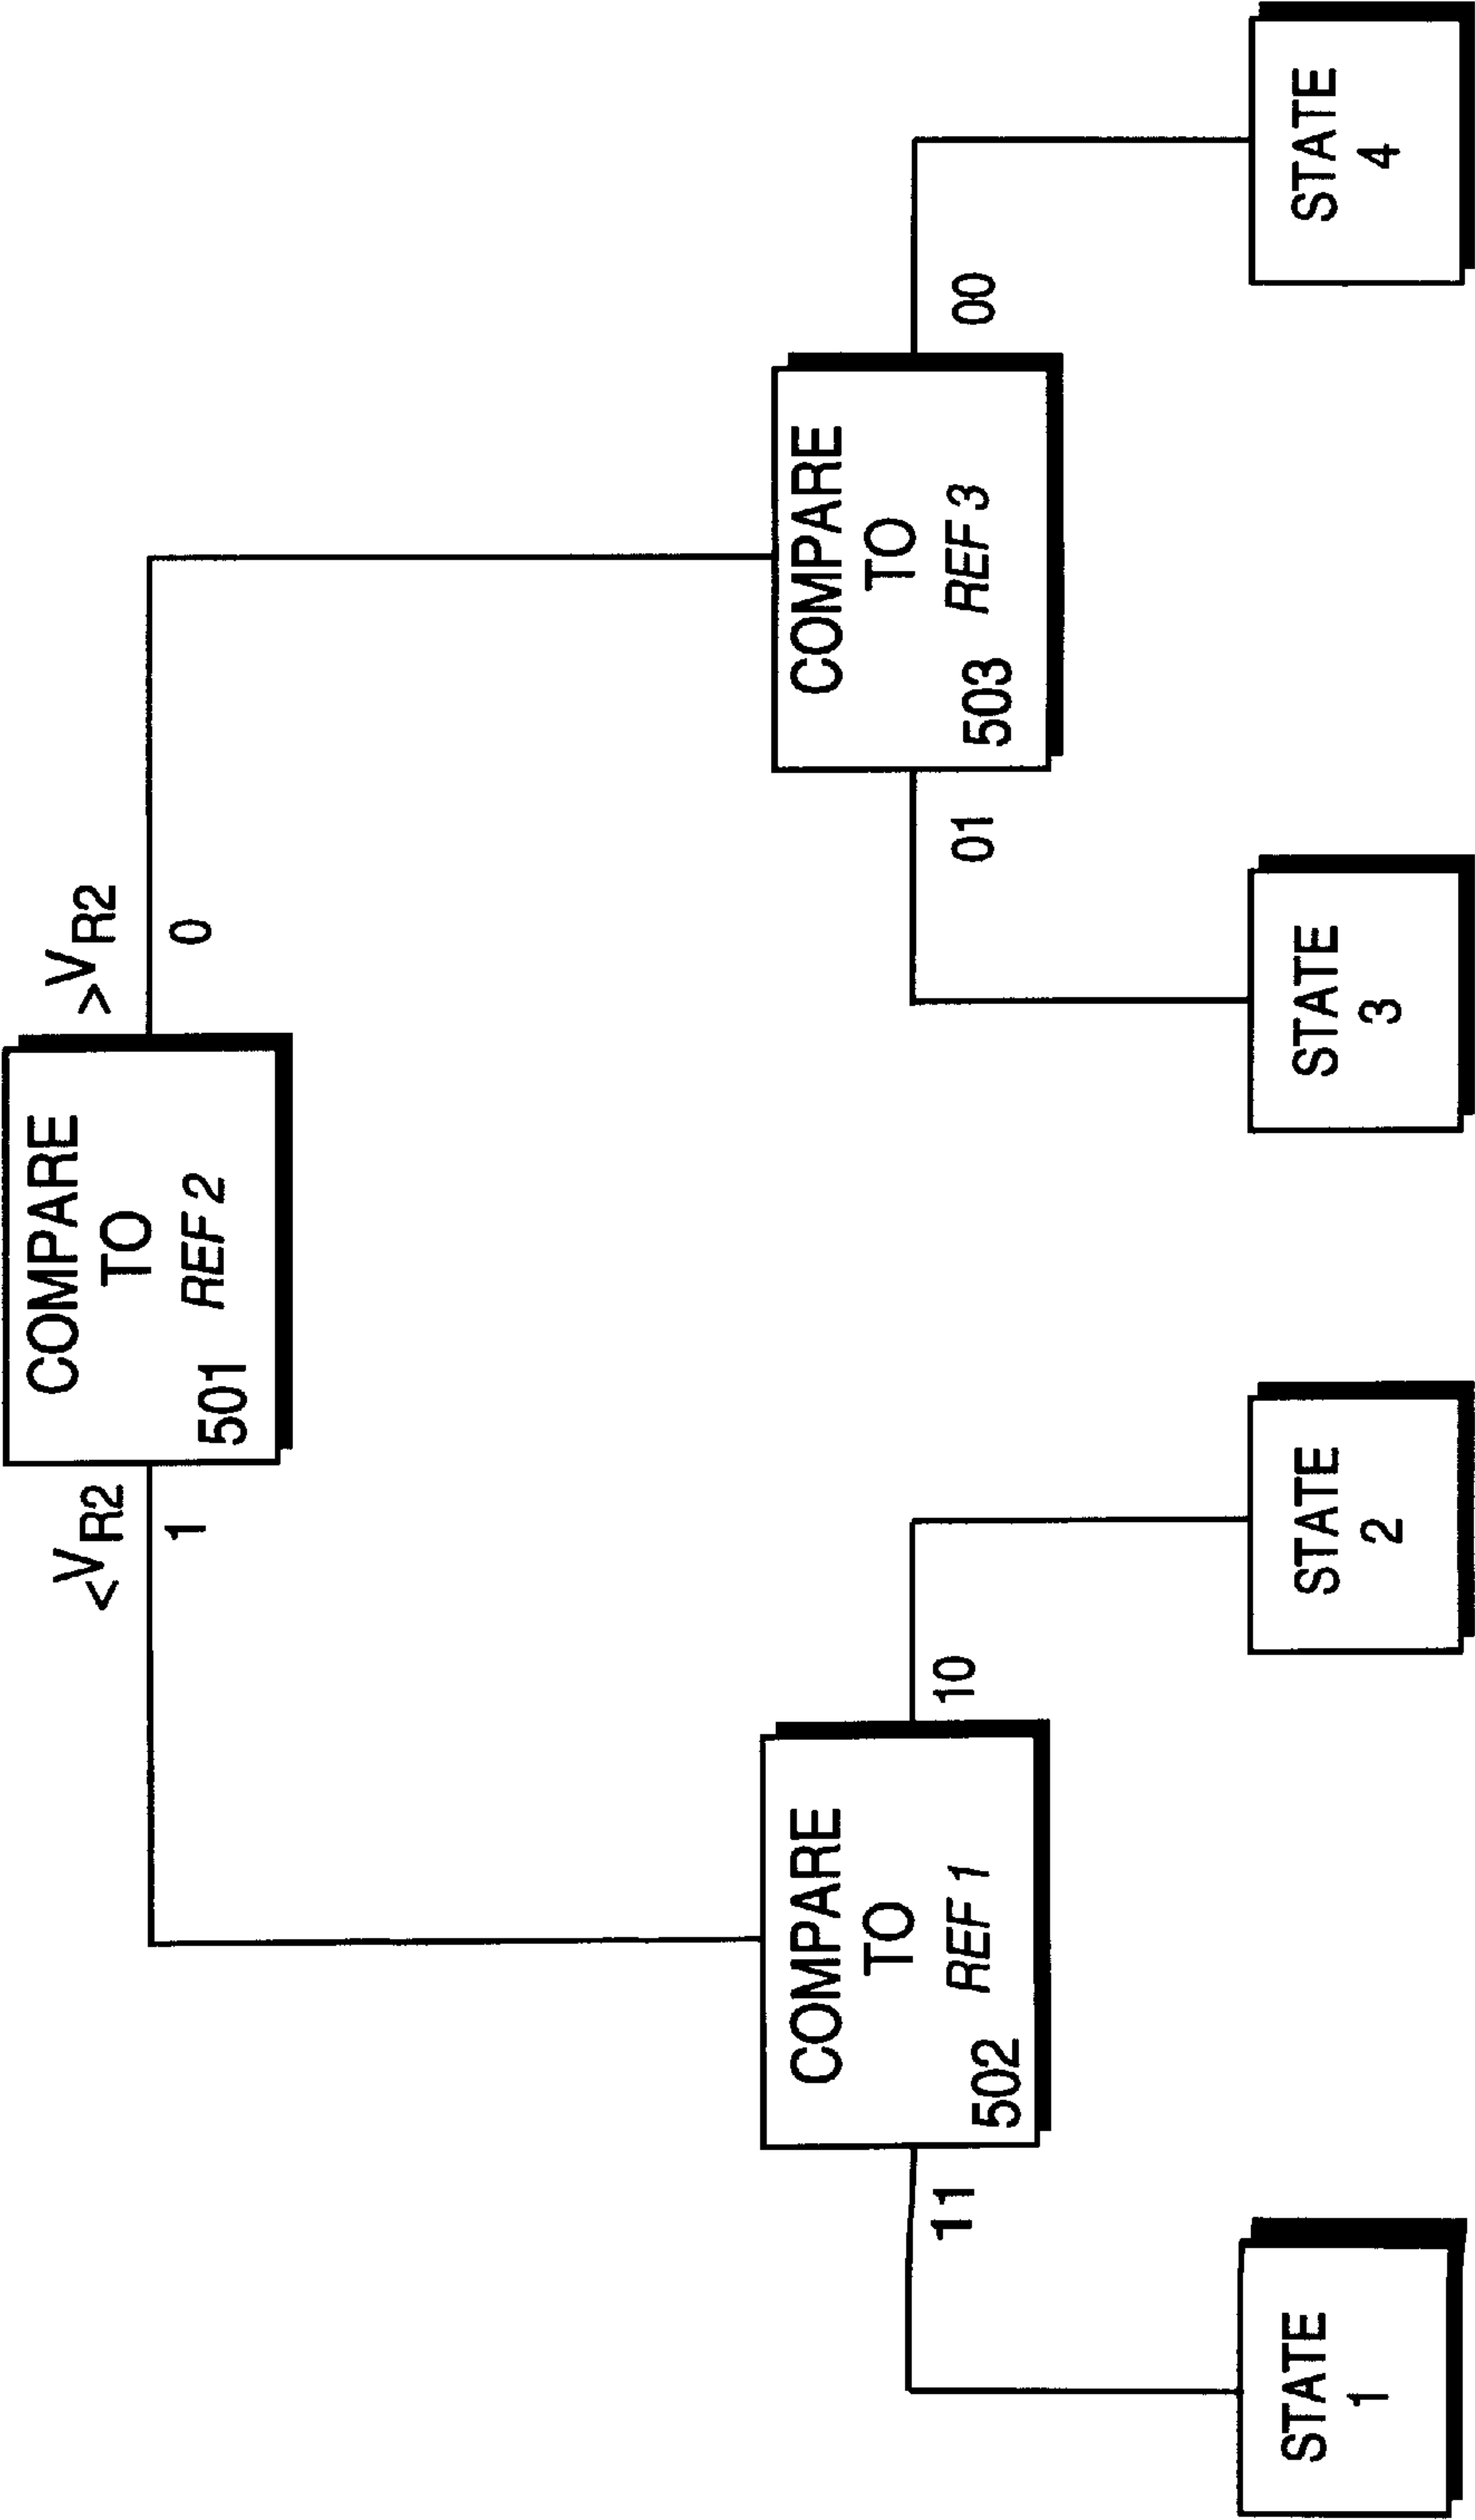 COMPARE
TO
REF 2
501
<VR2
1
>VR2
0
COMPARE
TO
REF 1
502
11
10
COMPARE
TO
REF 3
503
01
00
STATE
1
STATE
2
STATE
3
STATE
4